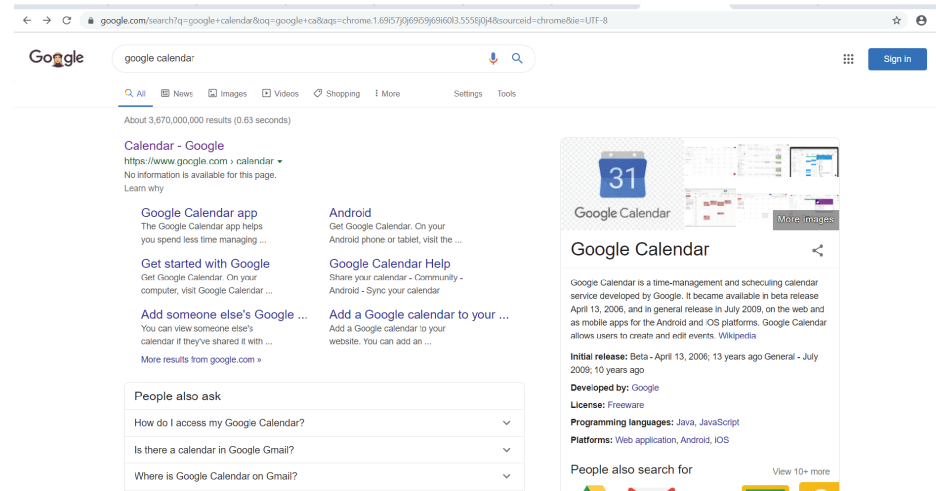 google.com/search?q=google+calendar&oq=google+ca&aqs=chrome.1.69i57j0j69i59j69i60l3.5556j0j4&sourceid=chrome&ie=UTF-8
Google
google calendar
Sign in
All News Images Videos Shopping More Settings Tools
About 3,670,000,000 results (0.63 seconds)
Calendar - Google
https://www.google.com › calendar
No information is available for this page.
Learn why
Google Calendar app
The Google Calendar app helps
you spend less time managing ...
Android
Get Google Calendar. On your
Android phone or tablet, visit the ...
Get started with Google
Get Google Calendar. On your
computer, visit Google Calendar ...
Google Calendar Help
Share your calendar - Community -
Android - Sync your calendar
Add someone else's Google ...
You can view someone else's
calendar if they've shared it with ...
Add a Google calendar to your ...
Add a Google calendar to your
website. You can add an ...
More results from google.com »
People also ask
How do I access my Google Calendar?
Is there a calendar in Google Gmail?
Where is Google Calendar on Gmail?
31
Google Calendar
More images
Google Calendar
Google Calendar is a time-management and scheduling calendar
service developed by Google. It became available in beta release
April 13, 2006, and in general release in July 2009, on the web and
as mobile apps for the Android and iOS platforms. Google Calendar
allows users to create and edit events. Wikipedia
Initial release: Beta - April 13, 2006; 13 years ago General - July
2009; 10 years ago
Developed by: Google
License: Freeware
Programming languages: Java, JavaScript
Platforms: Web application, Android, iOS
People also search for
View 10+ more